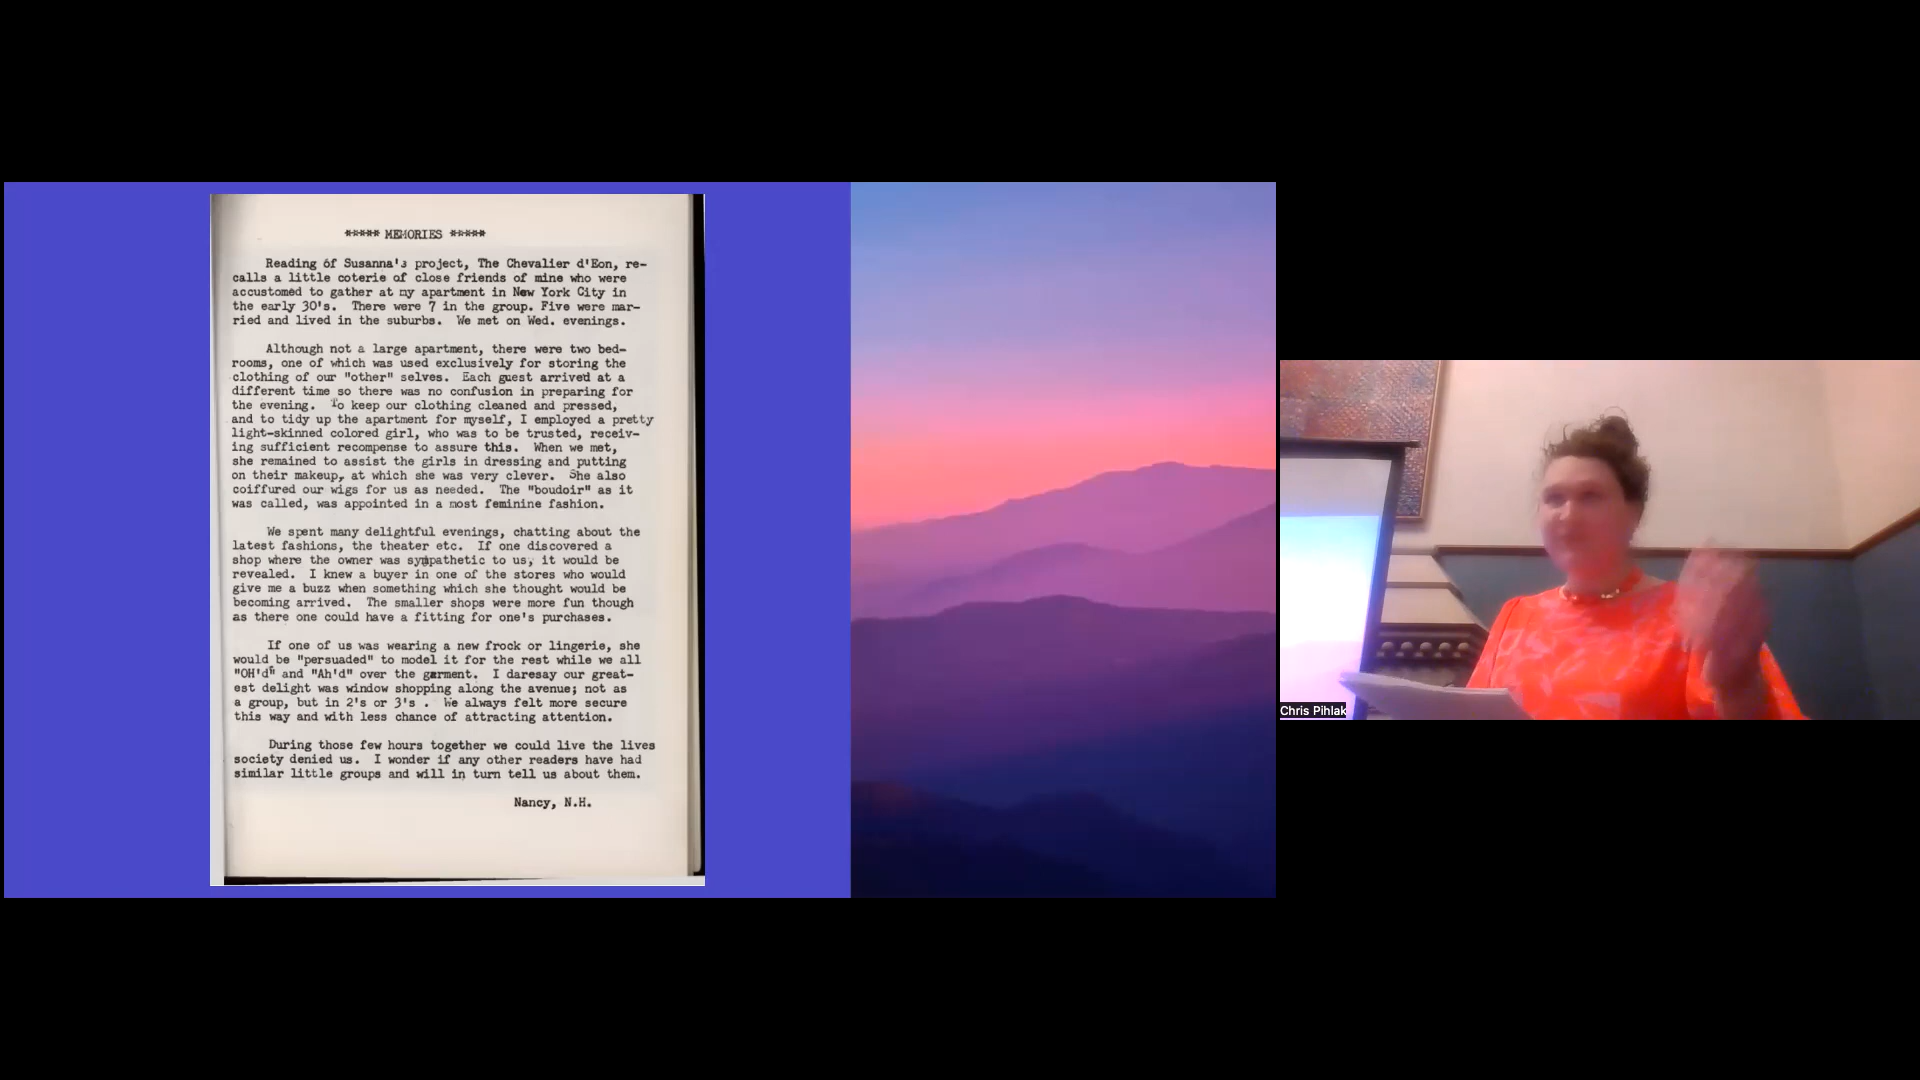 ***** MEMORIES *****
Reading of Susanna's project, The Chevalier d'Eon, re-
calls a little coterie of close friends of mine who were
accustomed to gather at my apartment in New York City in
the early 30's. There were 7 in the group. Five were mar-
ried and lived in the suburbs. We met on Wed. evenings.
Although not a large apartment, there were two bed-
rooms, one of which was used exclusively for storing the
clothing of our "other" selves. Each guest arrived at a
different time so there was no confusion in preparing for
the evening. To keep our clothing cleaned and pressed,
and to tidy up the apartment for myself, I employed a pretty
light-skinned colored girl, who was to be trusted, receiv-
ing sufficient recompense to assure this. When we met,
she remained to assist the girls in dressing and putting
on their makeup, at which she was very clever. She also
coiffured our wigs for us as needed. The "boudoir" as it
was called, was appointed in a most feminine fashion.
We spent many delightful evenings, chatting about the
latest fashions, the theater etc. If one discovered a
shop where the owner was sympathetic to us, it would be
revealed. I knew a buyer in one of the stores who would
give me a buzz when something which she thought would be
becoming arrived. The smaller shops were more fun though
as there one could have a fitting for one's purchases.
If one of us was wearing a new frock or lingerie, she
would be "persuaded" to model it for the rest while we all
"OH'd" and "Ah'd" over the garment. I daresay our great-
est delight was window shopping along the avenue; not as
a group, but in 2's or 3's . We always felt more secure
this way and with less chance of attracting attention.
During those few hours together we could live the lives
society denied us. I wonder if any other readers have had
similar little groups and will in turn tell us about them.
Nancy, N.H.
Chris Pihlak